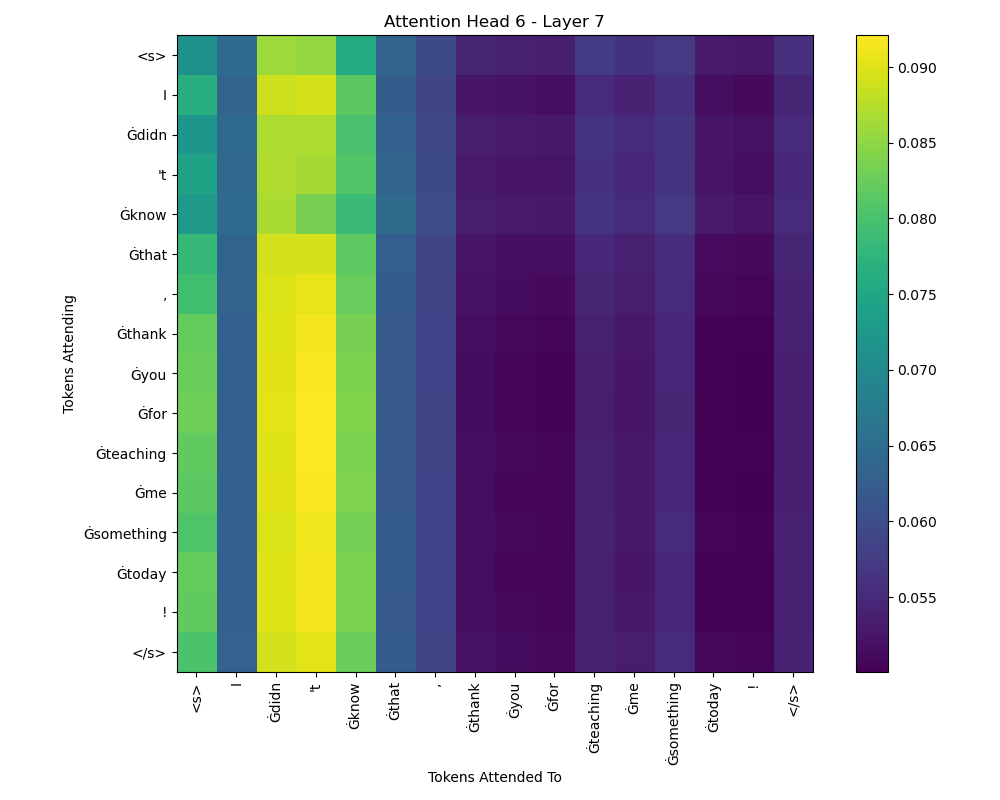 Attention Head 6 - Layer 7
Tokens Attending
<s>
I
Ġdidn
't
Ġknow
Ġthat
,
Ġthank
Ġyou
Ġfor
Ġteaching
Ġme
Ġsomething
Ġtoday
!
</s>
<s>
I
Ġdidn
't
Ġknow
Ġthat
,
Ġthank
Ġyou
Ġfor
Ġteaching
Ġme
Ġsomething
Ġtoday
!
</s>
Tokens Attended To
0.090
0.085
0.080
0.075
0.070
0.065
0.060
0.055